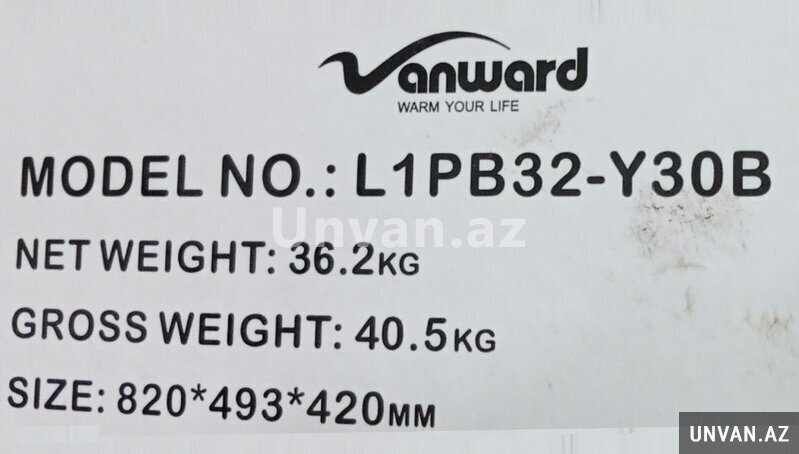 Vanward
WARM YOUR LIFE
MODEL NO.: L1PB32-Y30B
Unvan.az
NET WEIGHT: 36.2KG
GROSS WEIGHT: 40.5KG
SIZE: 820*493*420MM
UNVAN.AZ